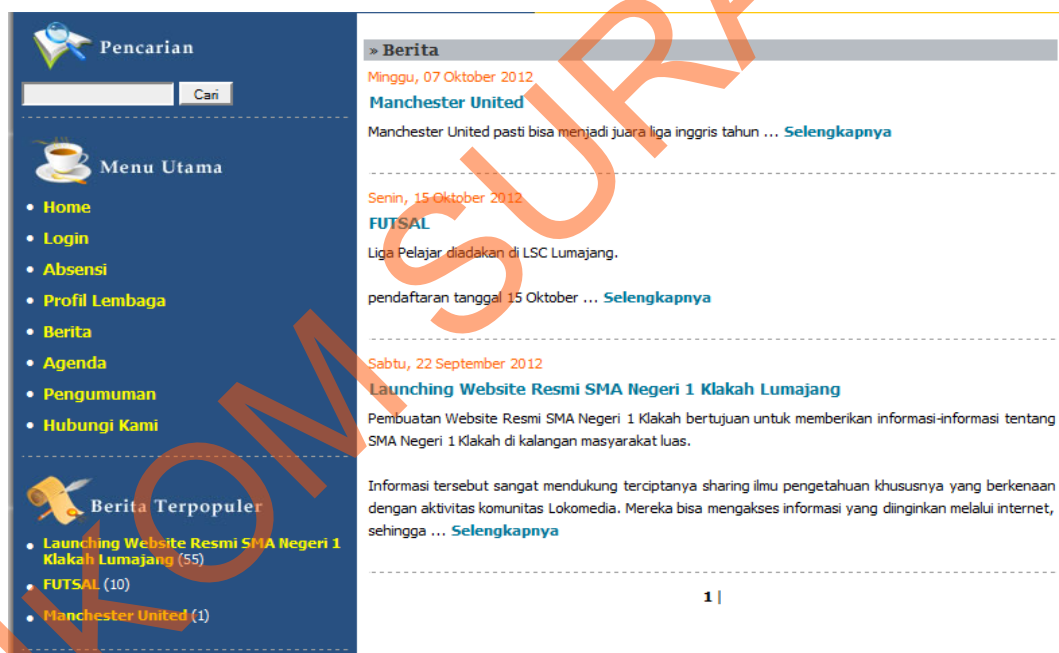 Pencarian
Cari
Menu Utama
• Home
• Login
• Absensi
• Profil Lembaga
• Berita
• Agenda
• Pengumuman
• Hubungi Kami
Berita Terpopuler
• Launching Website Resmi SMA Negeri 1
Klakah Lumajang (55)
• FUTSAL (10)
• Manchester United (1)
» Berita
Minggu, 07 Oktober 2012
Manchester United
Manchester United pasti bisa menjadi juara liga inggris tahun ... Selengkapnya
Senin, 15 Oktober 2012
FUTSAL
Liga Pelajar diadakan di LSC Lumajang.
pendaftaran tanggal 15 Oktober ... Selengkapnya
Sabtu, 22 September 2012
Launching Website Resmi SMA Negeri 1 Klakah Lumajang
Pembuatan Website Resmi SMA Negeri 1 Klakah bertujuan untuk memberikan informasi-informasi tentang
SMA Negeri 1 Klakah di kalangan masyarakat luas.
Informasi tersebut sangat mendukung terciptanya sharing ilmu pengetahuan khususnya yang berkenaan
dengan aktivitas komunitas Lokomedia. Mereka bisa mengakses informasi yang diinginkan melalui internet,
sehingga ... Selengkapnya
1 |
KOM SURA